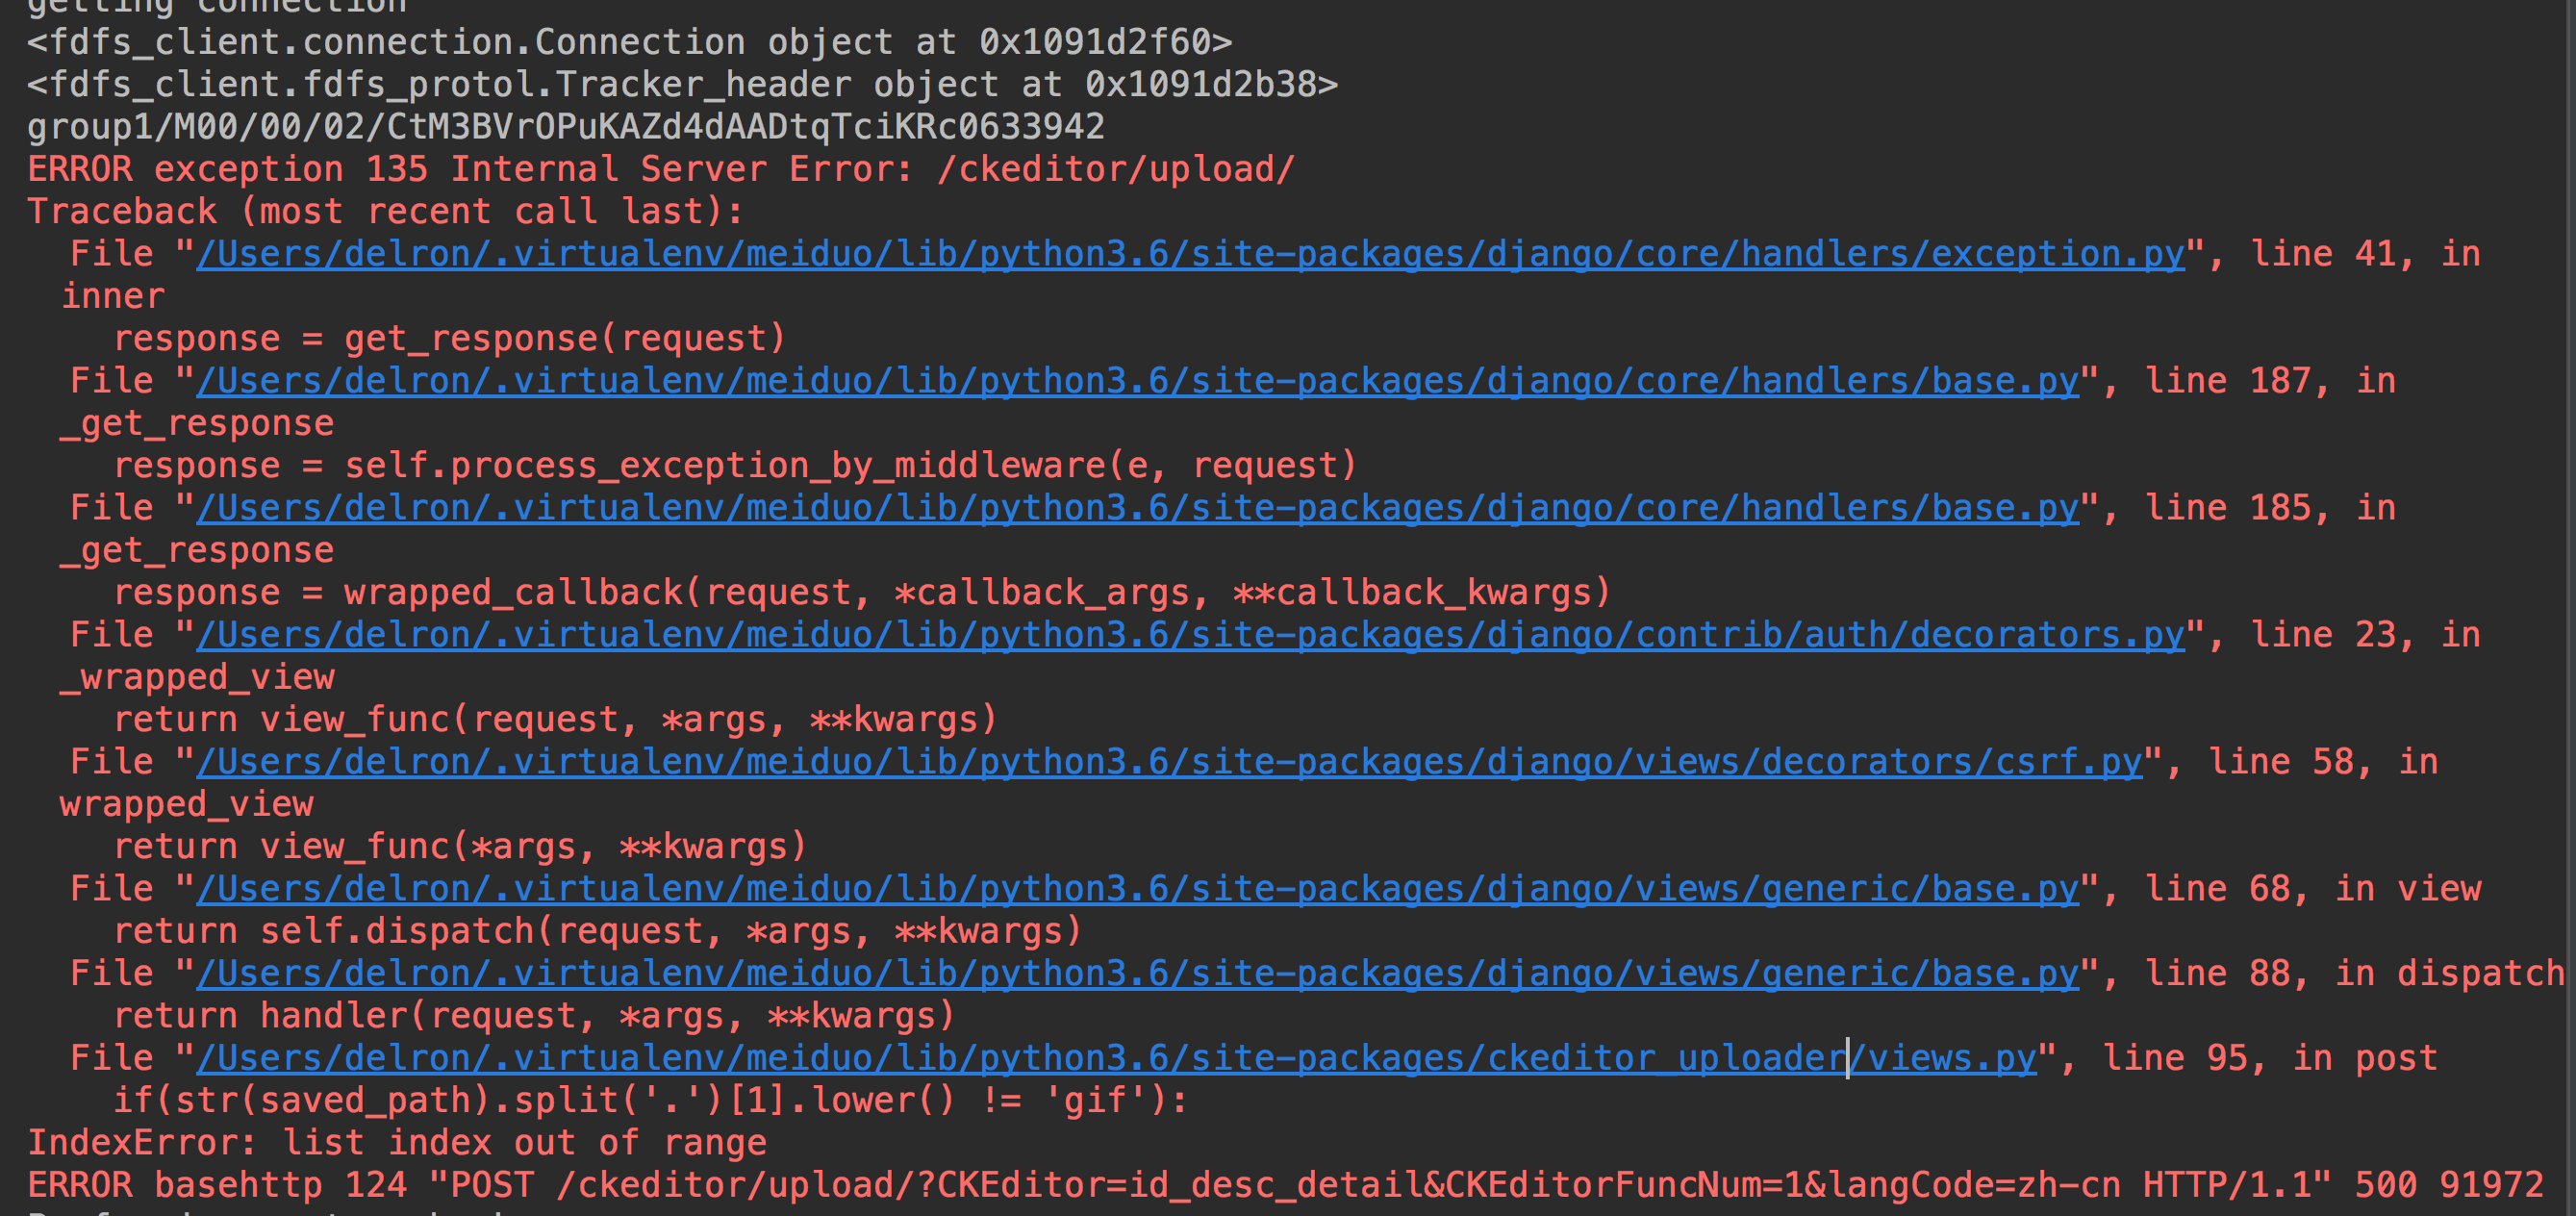 getting connection
<fdfs_client.connection.Connection object at 0x1091d2f60>
<fdfs_client.fdfs_protol.Tracker_header object at 0x1091d2b38>
group1/M00/00/02/CtM3BVrOPuKAZd4dAADtqTciKRc0633942
ERROR exception 135 Internal Server Error: /ckeditor/upload/
Traceback (most recent call last):
File "/Users/delron/.virtualenv/meiduo/lib/python3.6/site-packages/django/core/handlers/exception.py", line 41, in
inner
response = get_response(request)
File "/Users/delron/.virtualenv/meiduo/lib/python3.6/site-packages/django/core/handlers/base.py", line 187, in
_get_response
response = self.process_exception_by_middleware(e, request)
File "/Users/delron/.virtualenv/meiduo/lib/python3.6/site-packages/django/core/handlers/base.py", line 185, in
_get_response
response = wrapped_callback(request, *callback_args, **callback_kwargs)
File "/Users/delron/.virtualenv/meiduo/lib/python3.6/site-packages/django/contrib/auth/decorators.py", line 23, in
_wrapped_view
return view_func(request, *args, **kwargs)
File "/Users/delron/.virtualenv/meiduo/lib/python3.6/site-packages/django/views/decorators/csrf.py", line 58, in
wrapped_view
return view_func(*args, **kwargs)
File "/Users/delron/.virtualenv/meiduo/lib/python3.6/site-packages/django/views/generic/base.py", line 68, in view
return self.dispatch(request, *args, **kwargs)
File "/Users/delron/.virtualenv/meiduo/lib/python3.6/site-packages/django/views/generic/base.py", line 88, in dispatch
return handler(request, *args, **kwargs)
File "/Users/delron/.virtualenv/meiduo/lib/python3.6/site-packages/ckeditor_uploader/views.py", line 95, in post
if(str(saved_path).split('.')[1].lower() != 'gif'):
IndexError: list index out of range
ERROR basehttp 124 "POST /ckeditor/upload/?CKEditor=id_desc_detail&CKEditorFuncNum=1&langCode=zh-cn HTTP/1.1" 500 91972